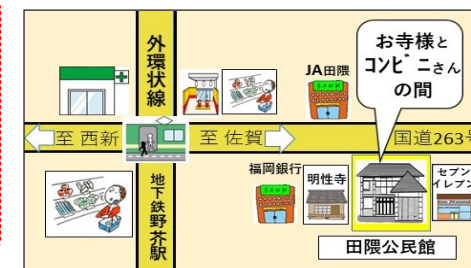 外環状線
お寺様と
コンビニさん
の間
JA田隈
BANK
至 西新
至 佐賀
国道263号
地下鉄野芥駅
福岡銀行
BANK
明性寺
セブン
イレブン
田隈公民館